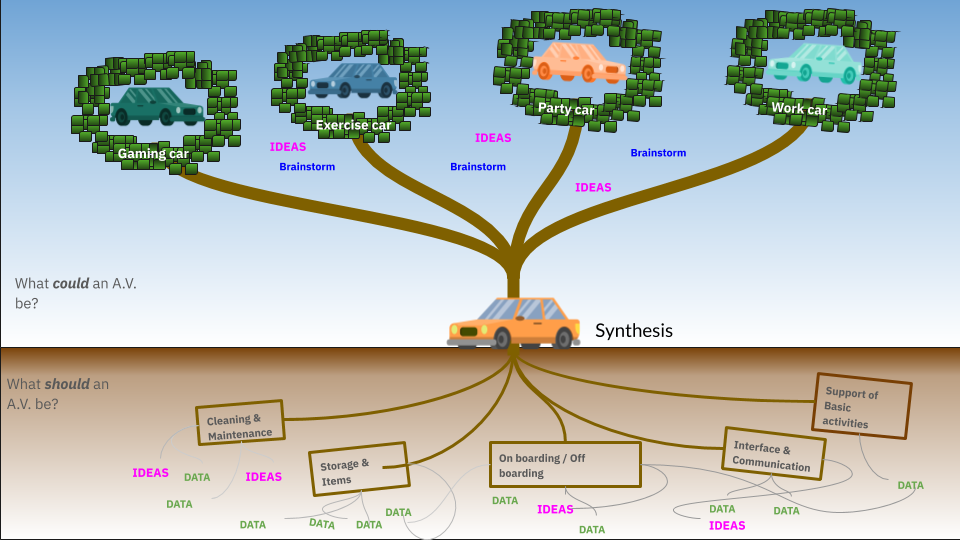 Gaming car
Exercise car
Party car
Work car
IDEAS
IDEAS
Brainstorm
Brainstorm
Brainstorm
IDEAS
What could an A.V.
be?
Synthesis
What should an
A.V. be?
Cleaning &
Maintenance
Storage &
Items
On boarding / Off
boarding
Interface &
Communication
Support of
Basic
activities
IDEAS
DATA
IDEAS
DATA
DATA
DATA
DATA
DATA
DATA
IDEAS
DATA
DATA
IDEAS
DATA
DATA